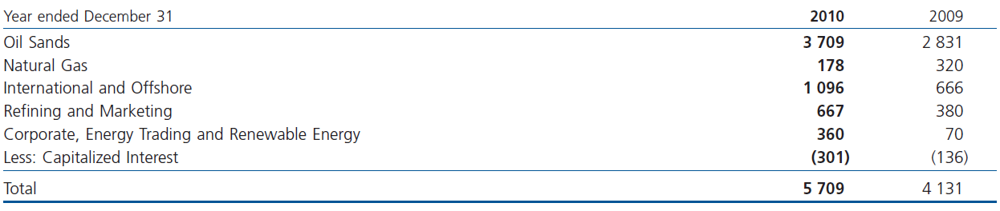 Year ended December 31 2010 2009
Oil Sands 3 709 2 831
Natural Gas 178 320
International and Offshore 1 096 666
Refining and Marketing 667 380
Corporate, Energy Trading and Renewable Energy 360 70
Less: Capitalized Interest (301) (136)
Total 5 709 4 131